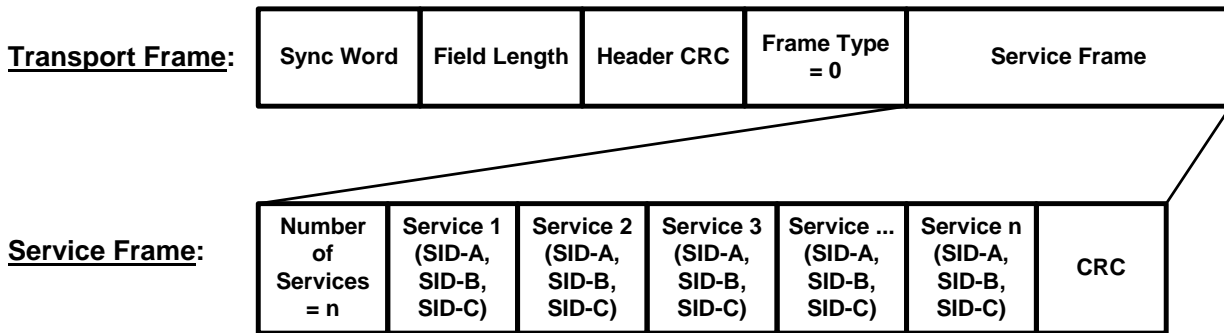 Transport Frame:
Sync Word
Field Length
Header CRC
Frame Type
= 0
Service Frame
Service Frame:
Number
of
Services
= n
Service 1
(SID-A,
SID-B,
SID-C)
Service 2
(SID-A,
SID-B,
SID-C)
Service 3
(SID-A,
SID-B,
SID-C)
Service ...
(SID-A,
SID-B,
SID-C)
Service n
(SID-A,
SID-B,
SID-C)
CRC